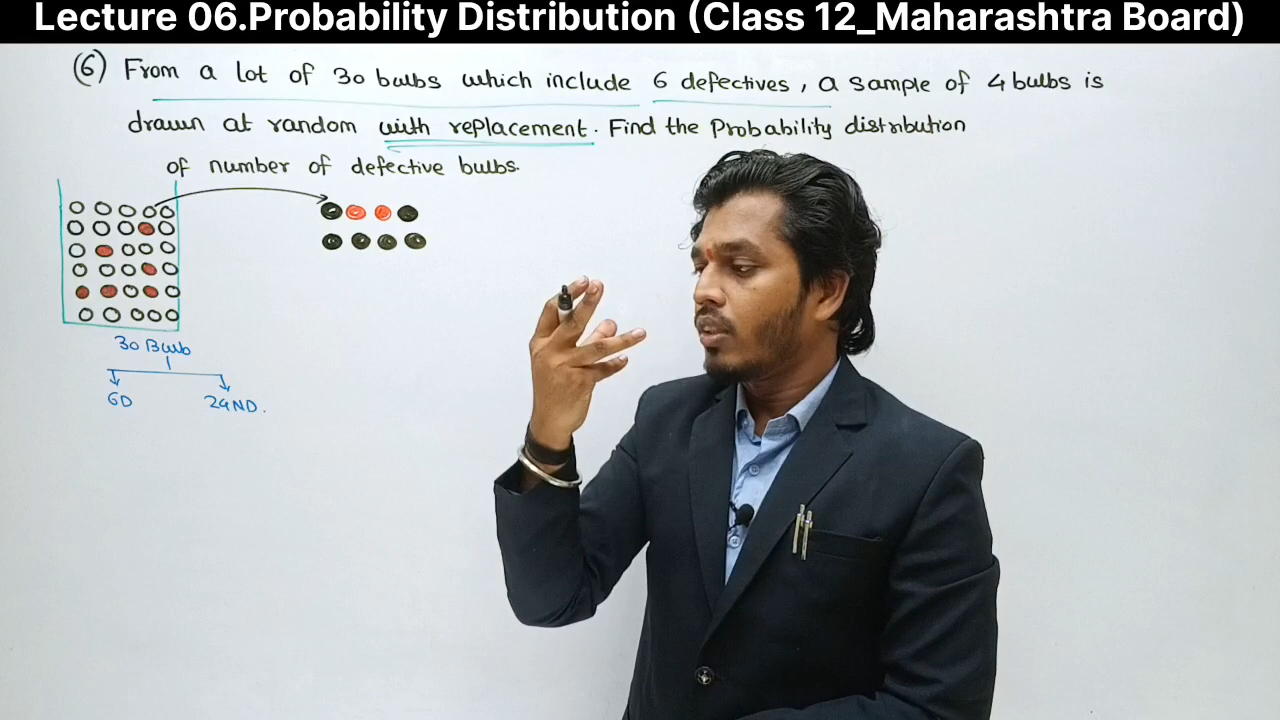 Lecture 06.Probability Distribution (Class 12_Maharashtra Board)
(6) From a lot of 30 bulbs which include 6 defectives, a sample of 4 bulbs is
drawn at random with replacement. Find the Probability distribution
of number of defective bulbs.
30 Bulb
6D 24ND.